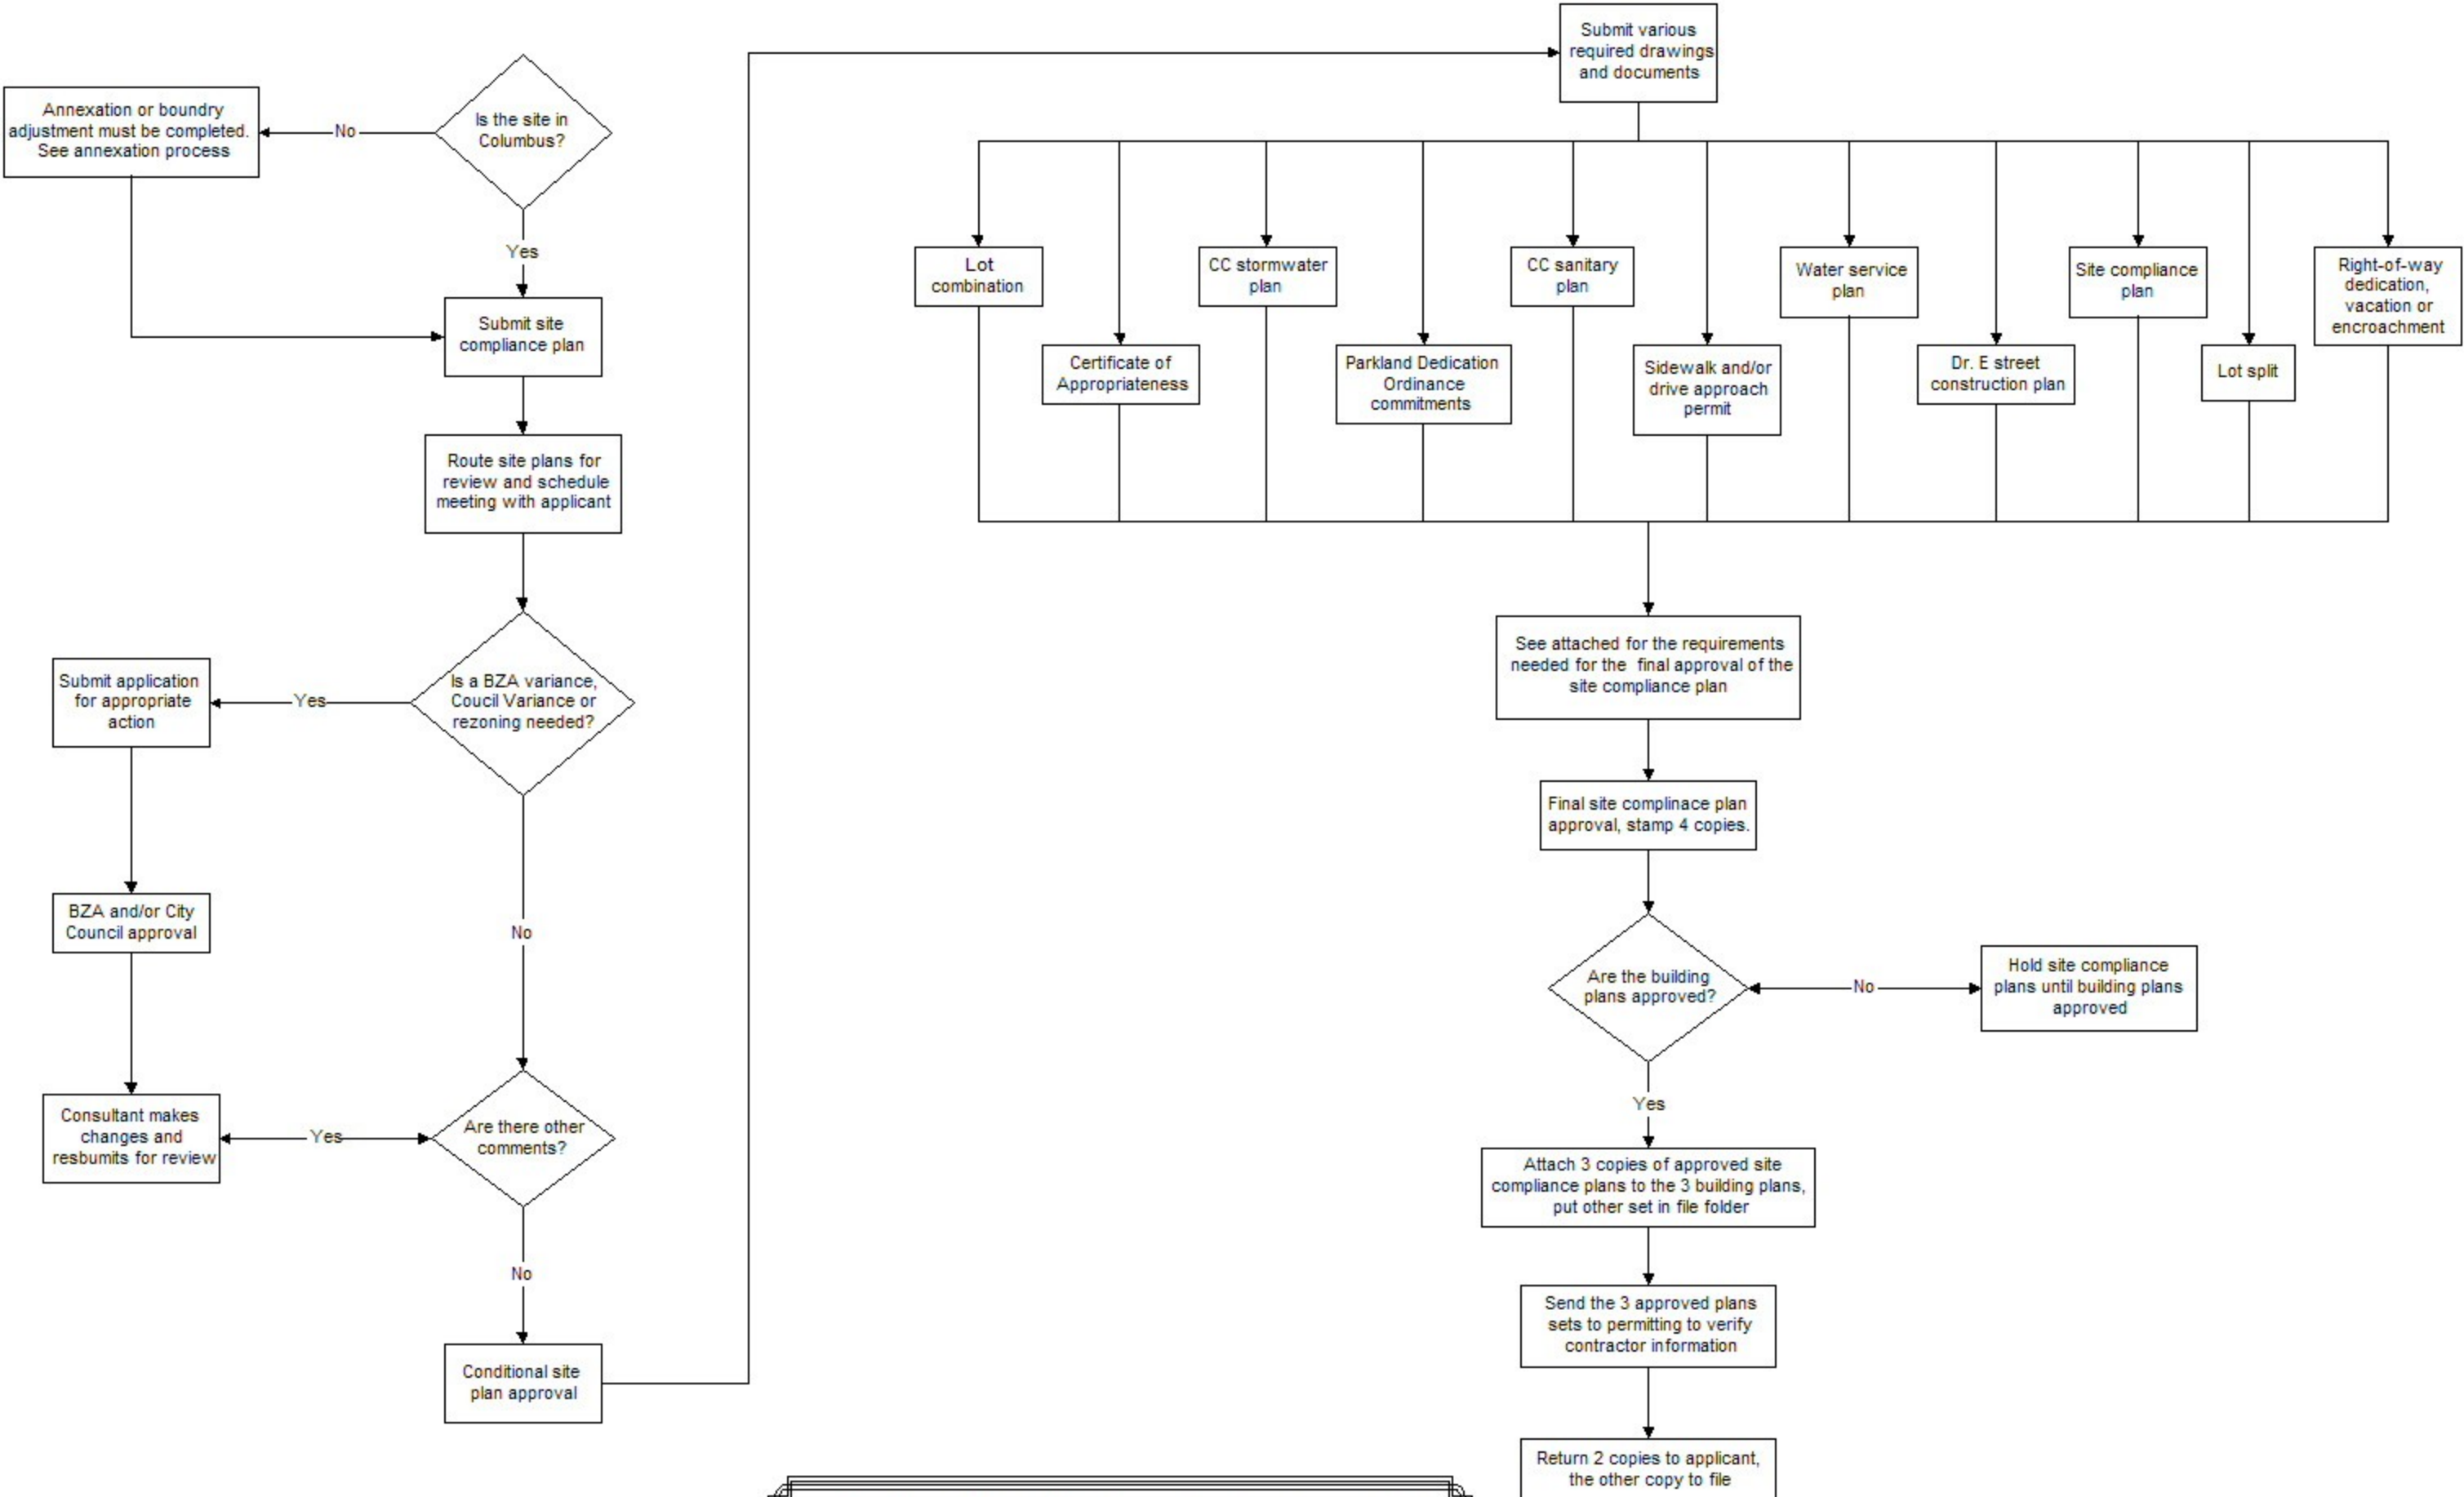 Is the site in
Columbus?
No
Annexation or boundry
adjustment must be completed.
See annexation process
Yes
Submit site
compliance plan
Route site plans for
review and schedule
meeting with applicant
Is a BZA variance,
Coucil Variance or
rezoning needed?
Yes
Submit application
for appropriate
action
BZA and/or City
Council approval
No
Consultant makes
changes and
resbumits for review
Yes
Are there other
comments?
No
Conditional site
plan approval
Submit various
required drawings
and documents
Lot
combination
Certificate of
Appropriateness
CC stormwater
plan
Parkland Dedication
Ordinance
commitments
CC sanitary
plan
Sidewalk and/or
drive approach
permit
Water service
plan
Dr. E street
construction plan
Site compliance
plan
Lot split
Right-of-way
dedication,
vacation or
encroachment
See attached for the requirements
needed for the final approval of the
site compliance plan
Final site complinace plan
approval, stamp 4 copies.
Are the building
plans approved?
No
Hold site compliance
plans until building plans
approved
Yes
Attach 3 copies of approved site
compliance plans to the 3 building plans,
put other set in file folder
Send the 3 approved plans
sets to permitting to verify
contractor information
Return 2 copies to applicant,
the other copy to file